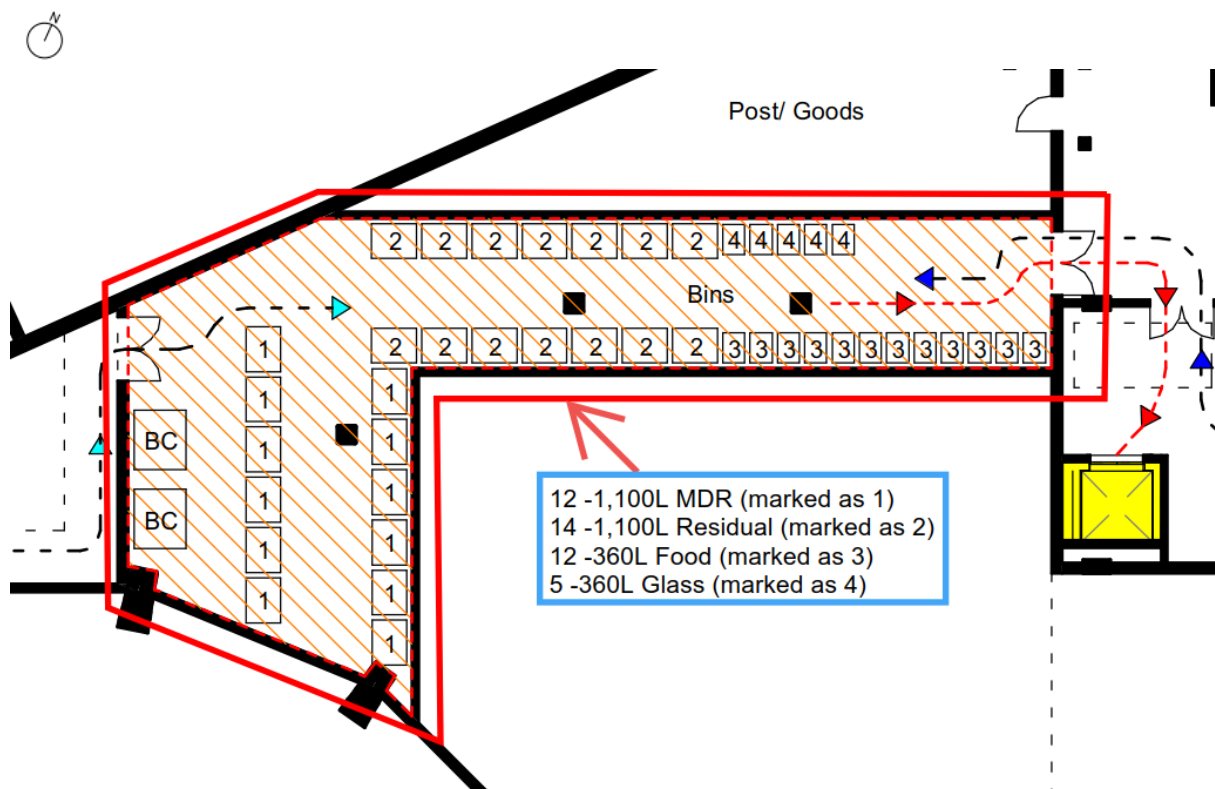 N
Post/ Goods
2 2 2 2 2 2 2 4 4 4 4 4
Bins
1 2 2 2 2 2 2 2 3 3 3 3 3 3 3 3 3 3 3 3
1 1
BC 1 1
BC 1 1
1 1
1 1
1
12 -1,100L MDR (marked as 1)
14 -1,100L Residual (marked as 2)
12 -360L Food (marked as 3)
5 -360L Glass (marked as 4)